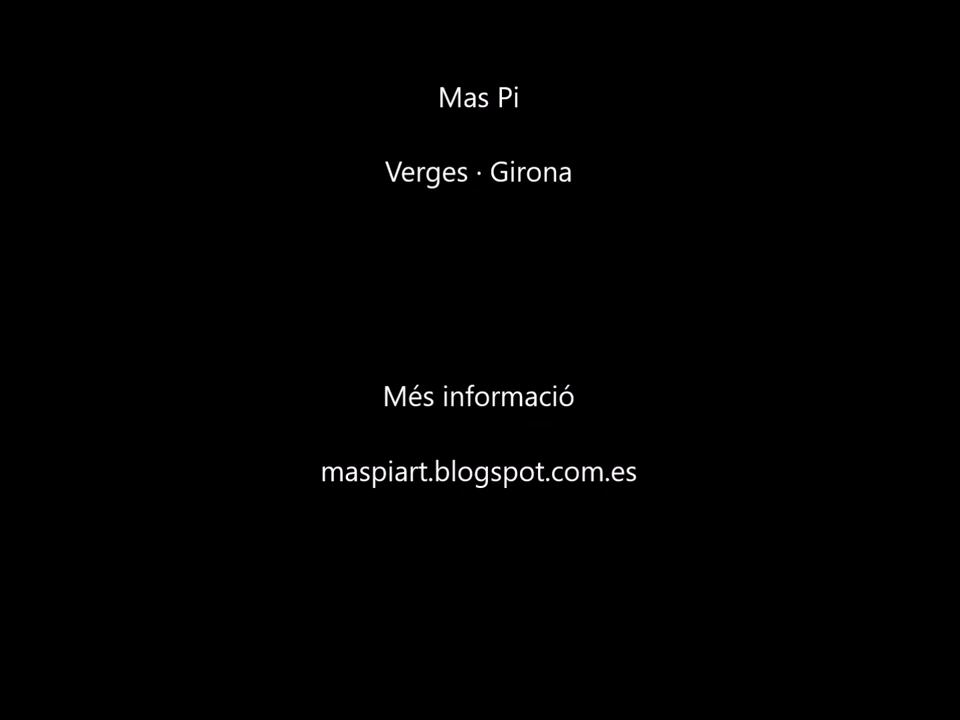 Mas Pi
Verges · Girona
Més informació
maspiart.blogspot.com.es